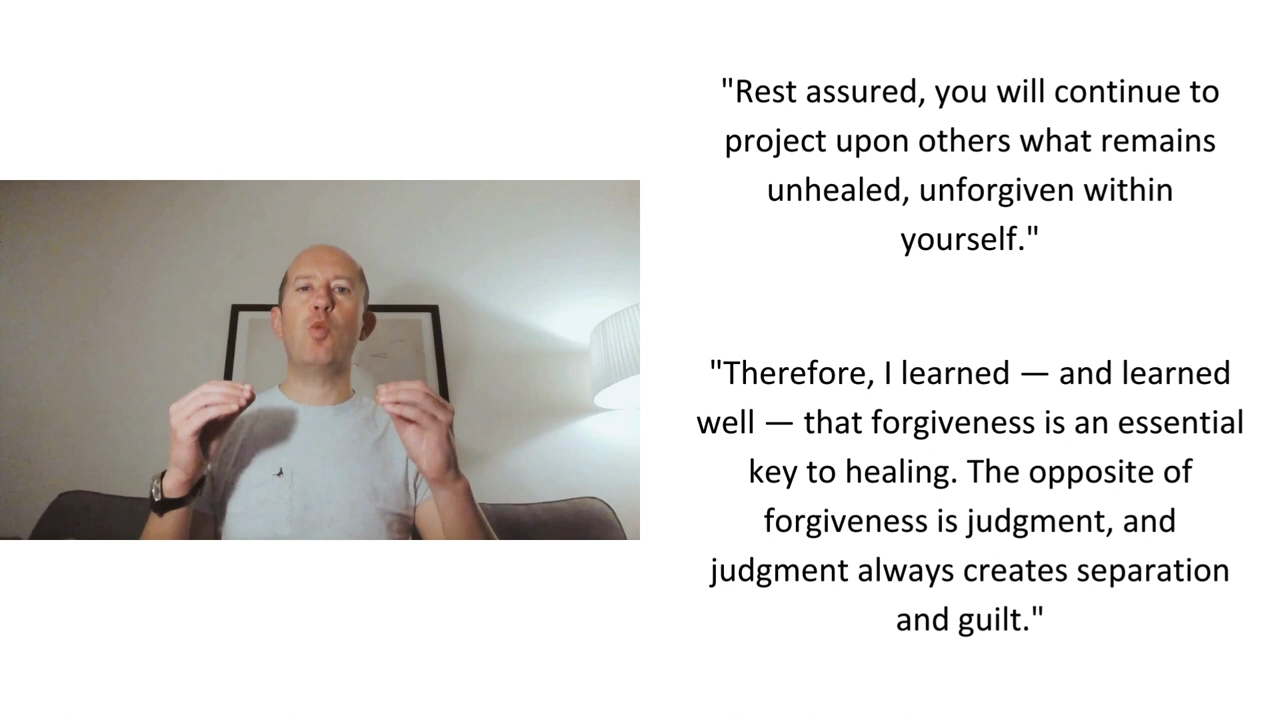 "Rest assured, you will continue to
project upon others what remains
unhealed, unforgiven within
yourself."
"Therefore, I learned — and learned
well — that forgiveness is an essential
key to healing. The opposite of
forgiveness is judgment, and
judgment always creates separation
and guilt."